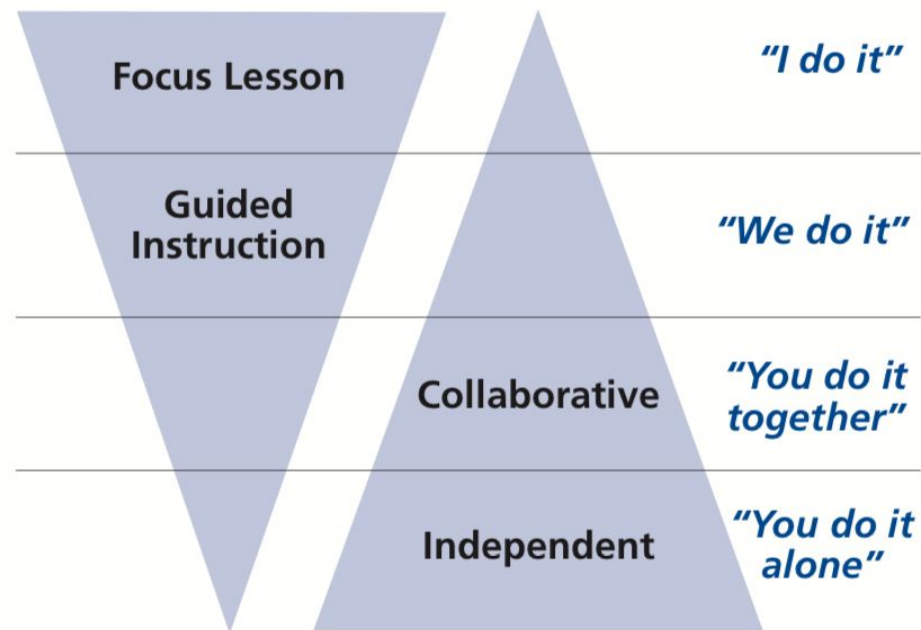 Focus Lesson
“I do it”
Guided
Instruction
“We do it”
Collaborative
“You do it
together”
Independent
“You do it
alone”